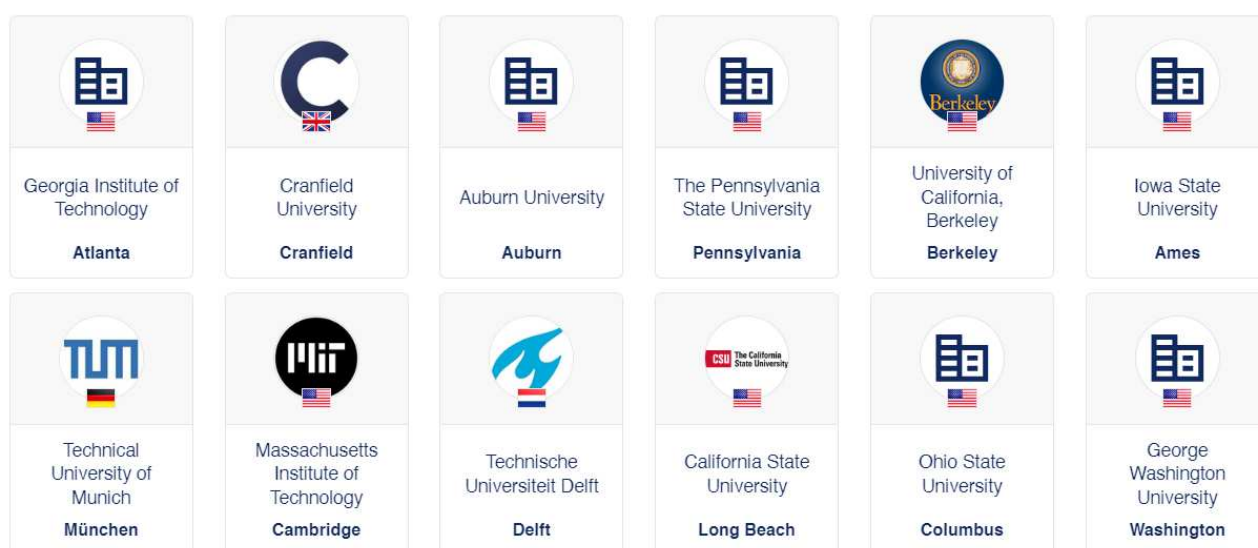 Berkeley
Georgia Institute of
Technology
Atlanta
Cranfield
University
Cranfield
Auburn University
Auburn
The Pennsylvania
State University
Pennsylvania
University of
California,
Berkeley
Berkeley
Iowa State
University
Ames
TUM
Technical
University of
Munich
München
MIT
Massachusetts
Institute of
Technology
Cambridge
Technische
Universiteit Delft
Delft
CSU The California
State University
California State
University
Long Beach
Ohio State
University
Columbus
George
Washington
University
Washington